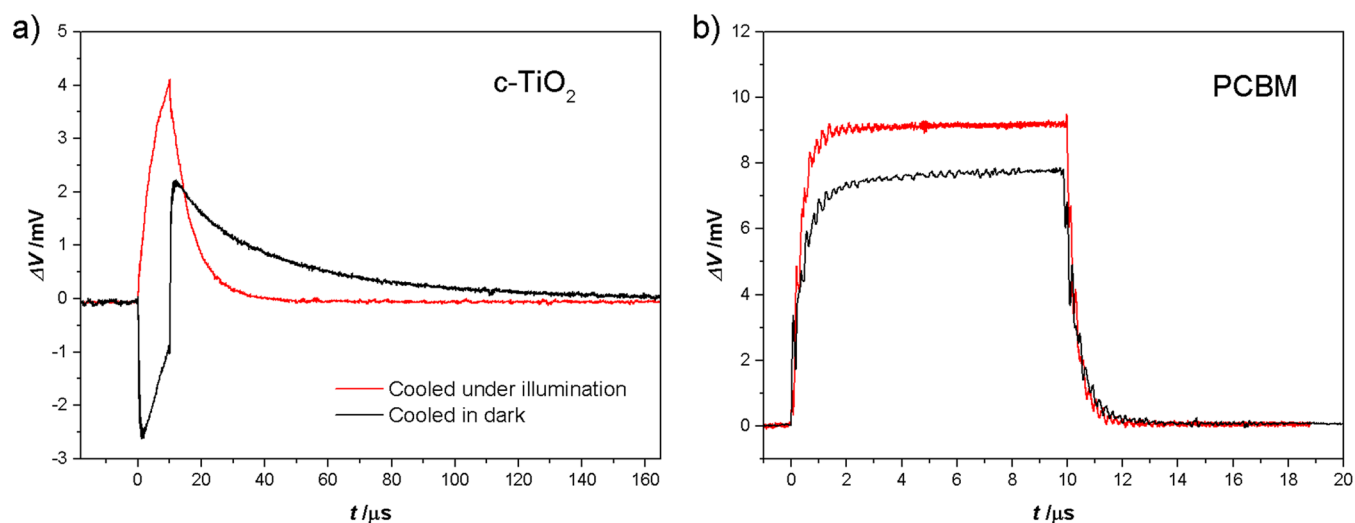 a)
5
4
3
2
1
0
-1
-2
-3
ΔV /mV
c-TiO₂
Cooled under illumination
Cooled in dark
0 20 40 60 80 100 120 140 160
t /μs
b)
12
10
8
6
4
2
0
ΔV /mV
PCBM
0 2 4 6 8 10 12 14 16 18 20
t /μs